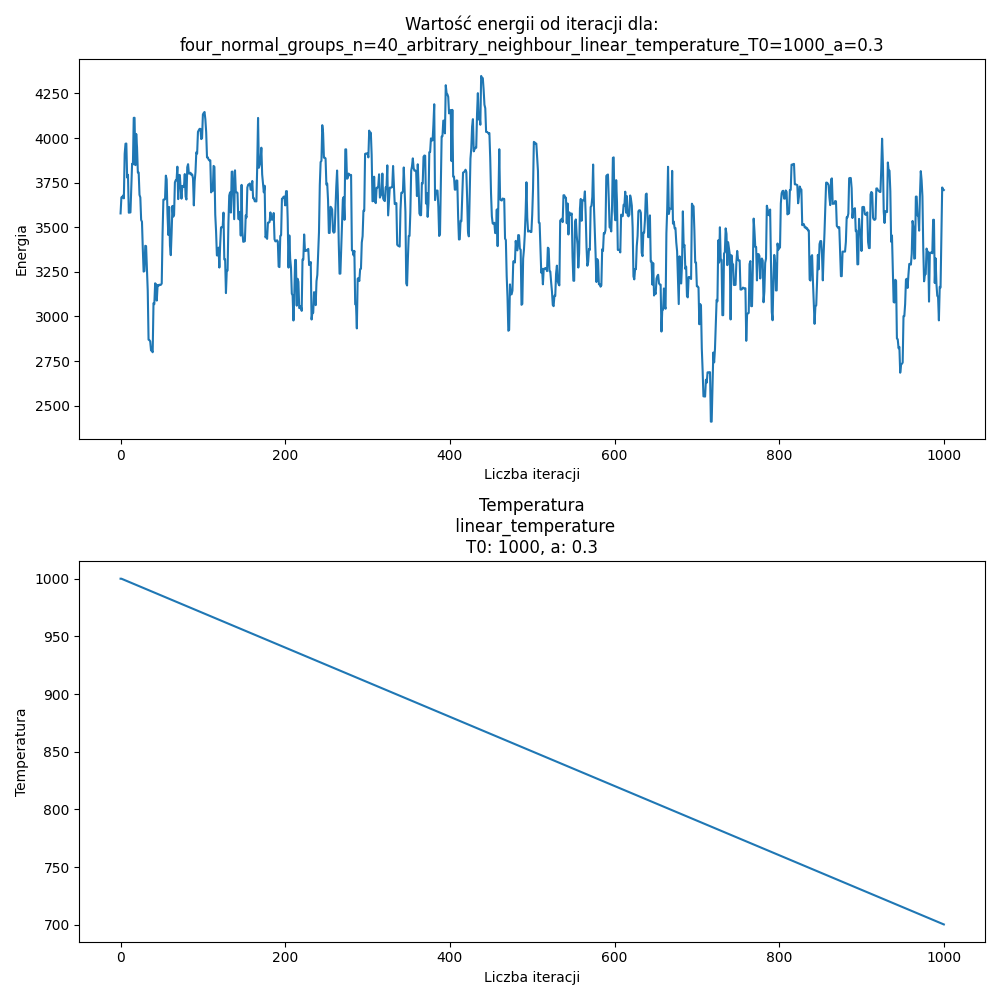 Wartość energii od iteracji dla:
four_normal_groups_n=40_arbitrary_neighbour_linear_temperature_T0=1000_a=0.3
4250
4000
3750
3500
3250
3000
2750
2500
Energia
0 200 400 600 800 1000
Liczba iteracji
Temperatura
linear_temperature
T0: 1000, a: 0.3
1000
950
900
850
800
750
700
Temperatura
0 200 400 600 800 1000
Liczba iteracji